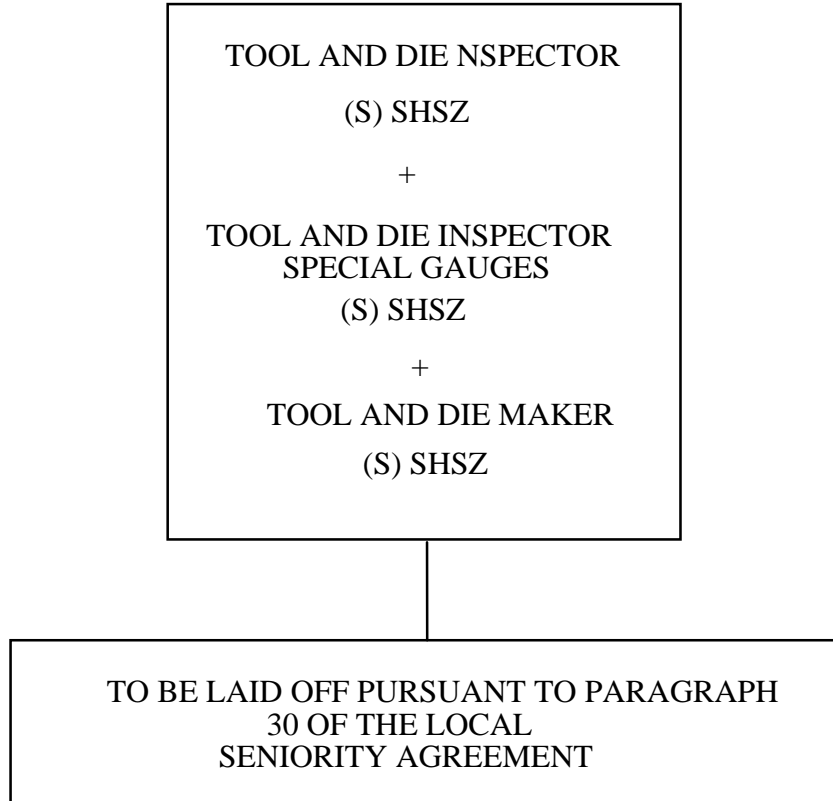 TOOL AND DIE NSPECTOR
(S) SHSZ
+
TOOL AND DIE INSPECTOR
SPECIAL GAUGES
(S) SHSZ
+
TOOL AND DIE MAKER
(S) SHSZ
TO BE LAID OFF PURSUANT TO PARAGRAPH
30 OF THE LOCAL
SENIORITY AGREEMENT